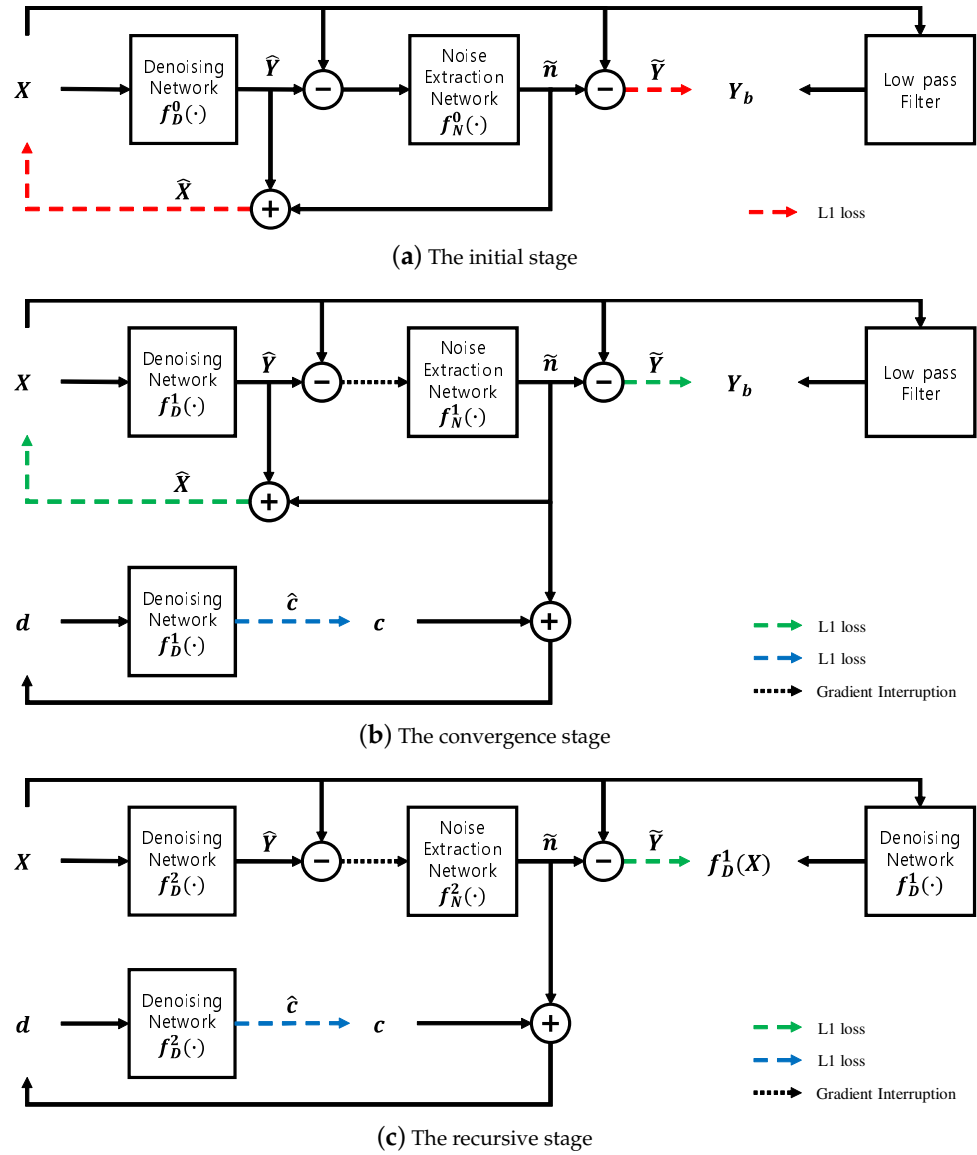 X
Denoising
Network
f_D^0(·)
Ŷ
−
Noise
Extraction
Network
f_N^0(·)
ñ
−
Ỹ
Y_b
Low pass
Filter
X̂
+
L1 loss
(a) The initial stage
X
Denoising
Network
f_D^1(·)
Ŷ
−
Noise
Extraction
Network
f_N^1(·)
ñ
−
Ỹ
Y_b
Low pass
Filter
X̂
+
d
Denoising
Network
f_D^1(·)
ĉ
c
+
L1 loss
L1 loss
Gradient Interruption
(b) The convergence stage
X
Denoising
Network
f_D^2(·)
Ŷ
−
Noise
Extraction
Network
f_N^2(·)
ñ
−
Ỹ
f_D^1(X)
Denoising
Network
f_D^1(·)
d
Denoising
Network
f_D^2(·)
ĉ
c
+
L1 loss
L1 loss
Gradient Interruption
(c) The recursive stage